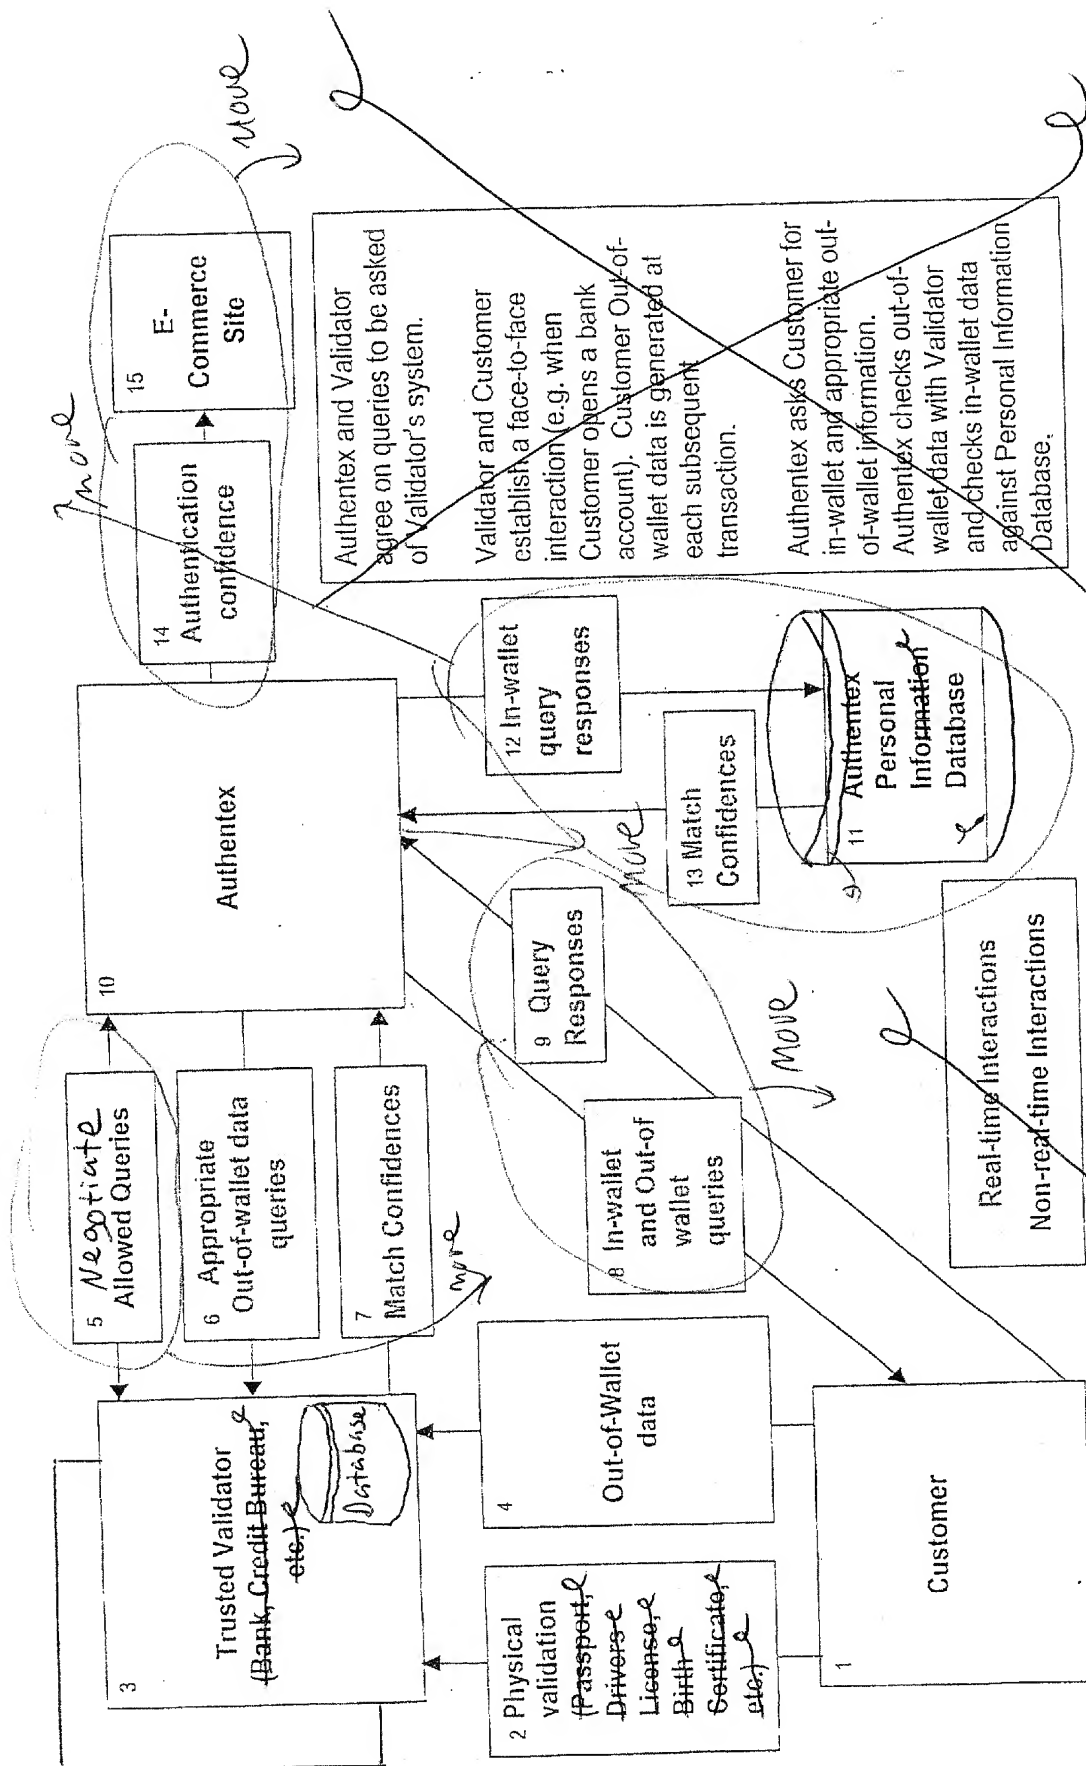 3
Trusted Validator
(Bank, Credit Bureau,
etc.)
Database
5 Negotiate
Allowed Queries
6 Appropriate
Out-of-wallet data
queries
7
Match Confidences
move
10
Authentex
14
Authentication
confidence
15
E-
Commerce
Site
move
move
2 Physical
validation
(Passport,
Drivers
License,
Birth
Certificate,
etc.)
4
Out-of-Wallet
data
8 In-wallet
and Out-of
wallet
queries
9 Query
Responses
move
move
12 In-wallet
query
responses
13 Match
Confidences
11 Authentex
Personal
Information
Database
1
Customer
Real-time Interactions
Non-real-time Interactions
Authentex and Validator
agree on queries to be asked
of Validator's system.
Validator and Customer
establish a face-to-face
interaction (e.g. when
Customer opens a bank
account). Customer Out-of-
wallet data is generated at
each subsequent
transaction.
Authentex asks Customer for
in-wallet and appropriate out-
of-wallet information.
Authentex checks out-of-
wallet data with Validator
and checks in-wallet data
against Personal Information
Database.